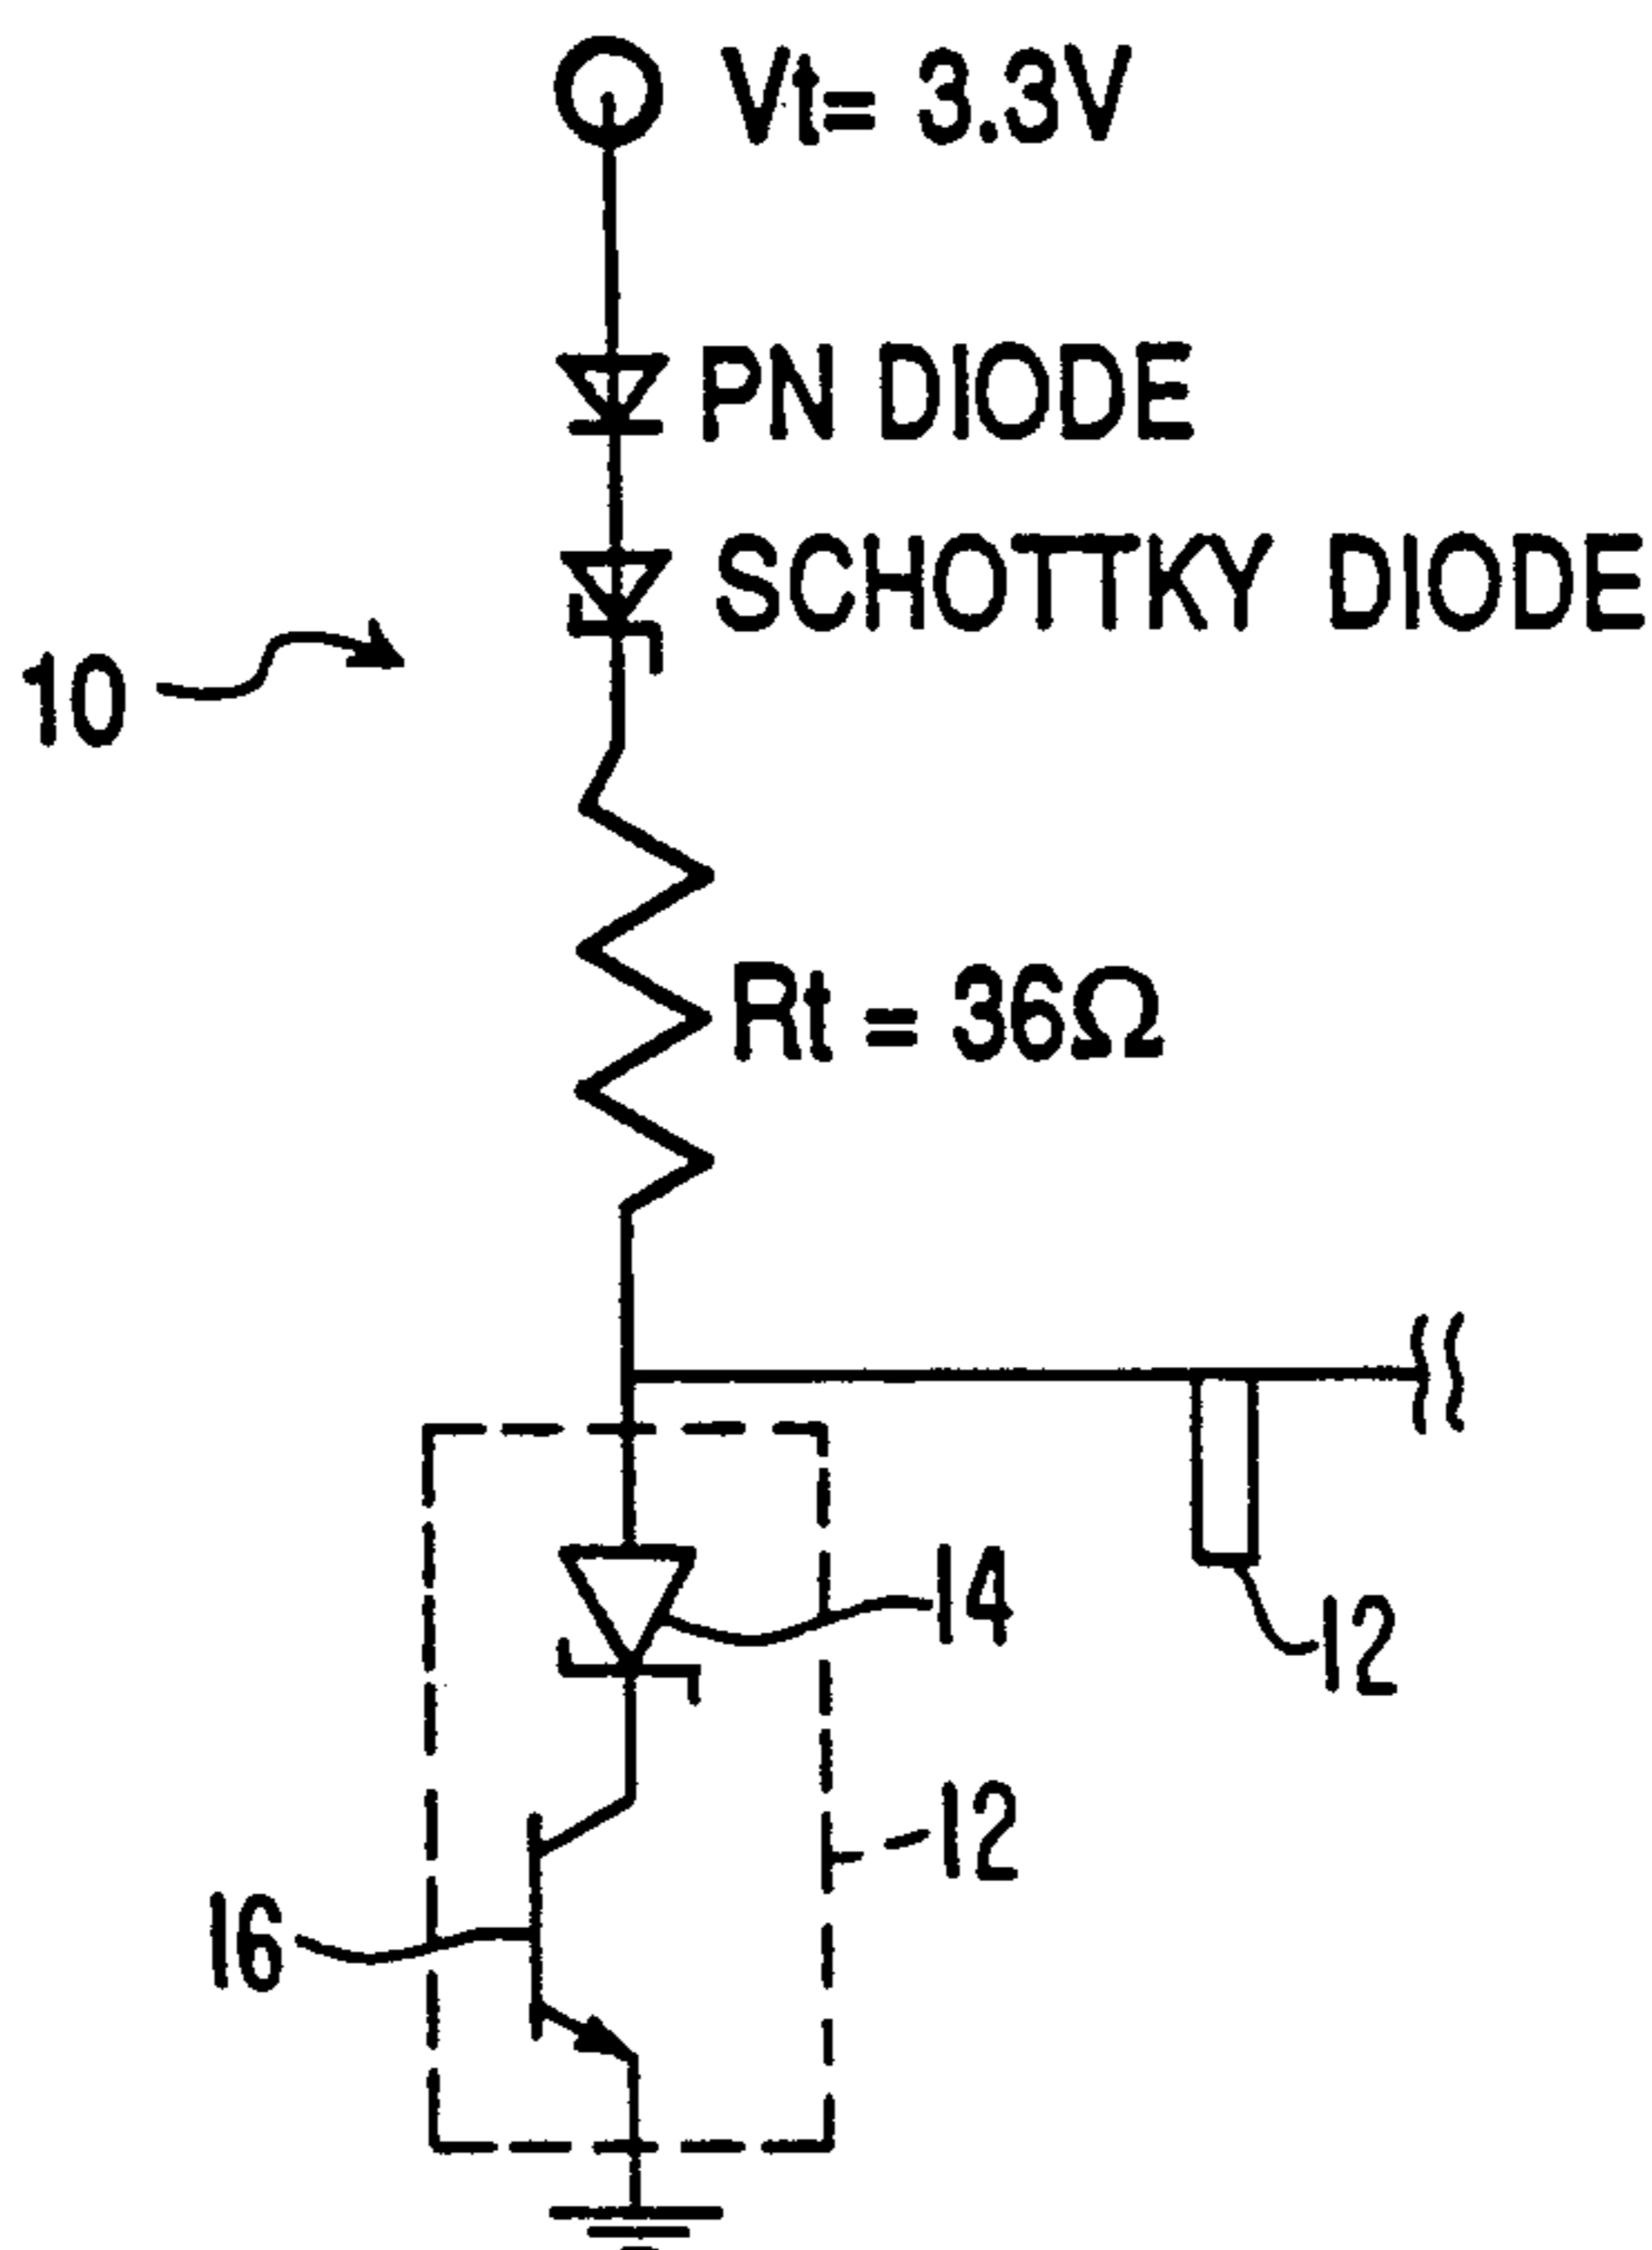 Vt= 3.3V
PN DIODE
SCHOTTKY DIODE
10
Rt = 36Ω
14
12
12
16